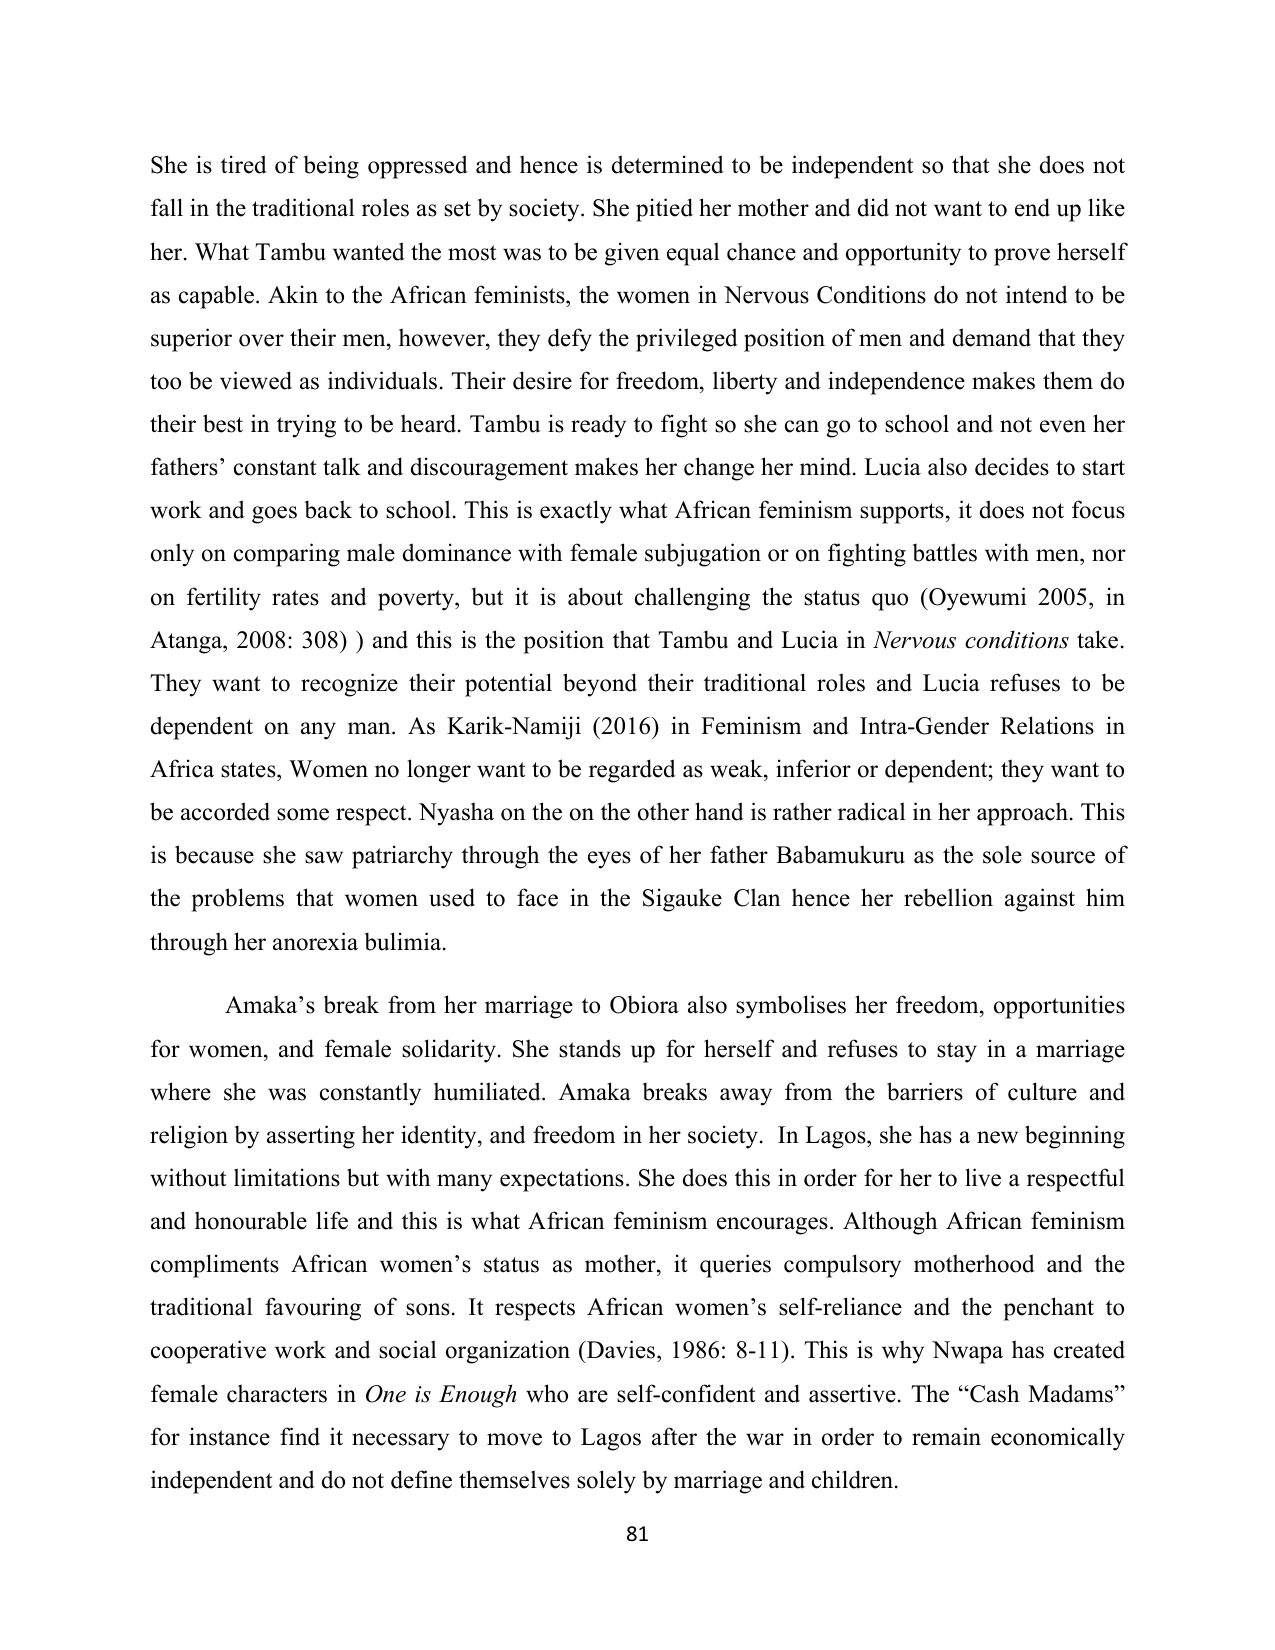 She is tired of being oppressed and hence is determined to be independent so that she does not
fall in the traditional roles as set by society. She pitied her mother and did not want to end up like
her. What Tambu wanted the most was to be given equal chance and opportunity to prove herself
as capable. Akin to the African feminists, the women in Nervous Conditions do not intend to be
superior over their men, however, they defy the privileged position of men and demand that they
too be viewed as individuals. Their desire for freedom, liberty and independence makes them do
their best in trying to be heard. Tambu is ready to fight so she can go to school and not even her
fathers’ constant talk and discouragement makes her change her mind. Lucia also decides to start
work and goes back to school. This is exactly what African feminism supports, it does not focus
only on comparing male dominance with female subjugation or on fighting battles with men, nor
on fertility rates and poverty, but it is about challenging the status quo (Oyewumi 2005, in
Atanga, 2008: 308) ) and this is the position that Tambu and Lucia in Nervous conditions take.
They want to recognize their potential beyond their traditional roles and Lucia refuses to be
dependent on any man. As Karik-Namiji (2016) in Feminism and Intra-Gender Relations in
Africa states, Women no longer want to be regarded as weak, inferior or dependent; they want to
be accorded some respect. Nyasha on the on the other hand is rather radical in her approach. This
is because she saw patriarchy through the eyes of her father Babamukuru as the sole source of
the problems that women used to face in the Sigauke Clan hence her rebellion against him
through her anorexia bulimia.
Amaka’s break from her marriage to Obiora also symbolises her freedom, opportunities
for women, and female solidarity. She stands up for herself and refuses to stay in a marriage
where she was constantly humiliated. Amaka breaks away from the barriers of culture and
religion by asserting her identity, and freedom in her society.  In Lagos, she has a new beginning
without limitations but with many expectations. She does this in order for her to live a respectful
and honourable life and this is what African feminism encourages. Although African feminism
compliments African women’s status as mother, it queries compulsory motherhood and the
traditional favouring of sons. It respects African women’s self-reliance and the penchant to
cooperative work and social organization (Davies, 1986: 8-11). This is why Nwapa has created
female characters in One is Enough who are self-confident and assertive. The “Cash Madams”
for instance find it necessary to move to Lagos after the war in order to remain economically
independent and do not define themselves solely by marriage and children.
81